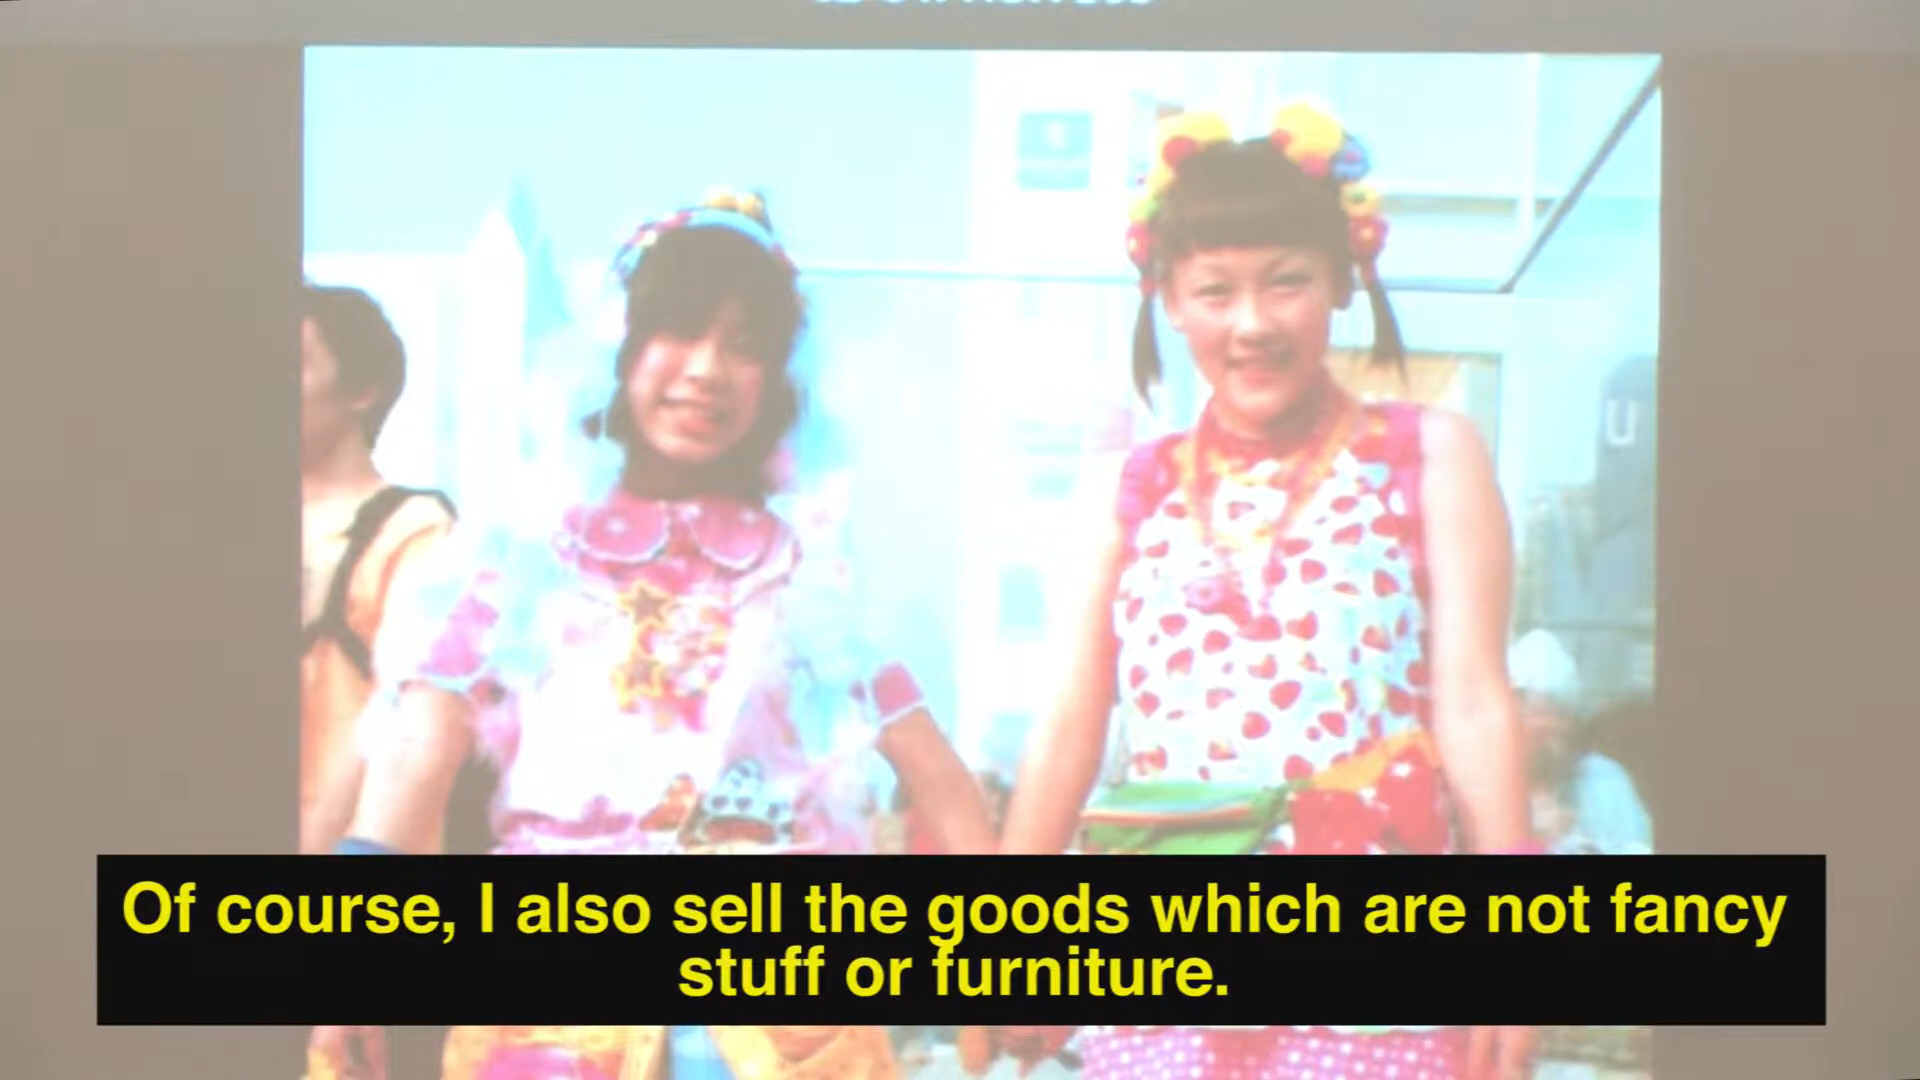 U
Of course, I also sell the goods which are not fancy
stuff or furniture.